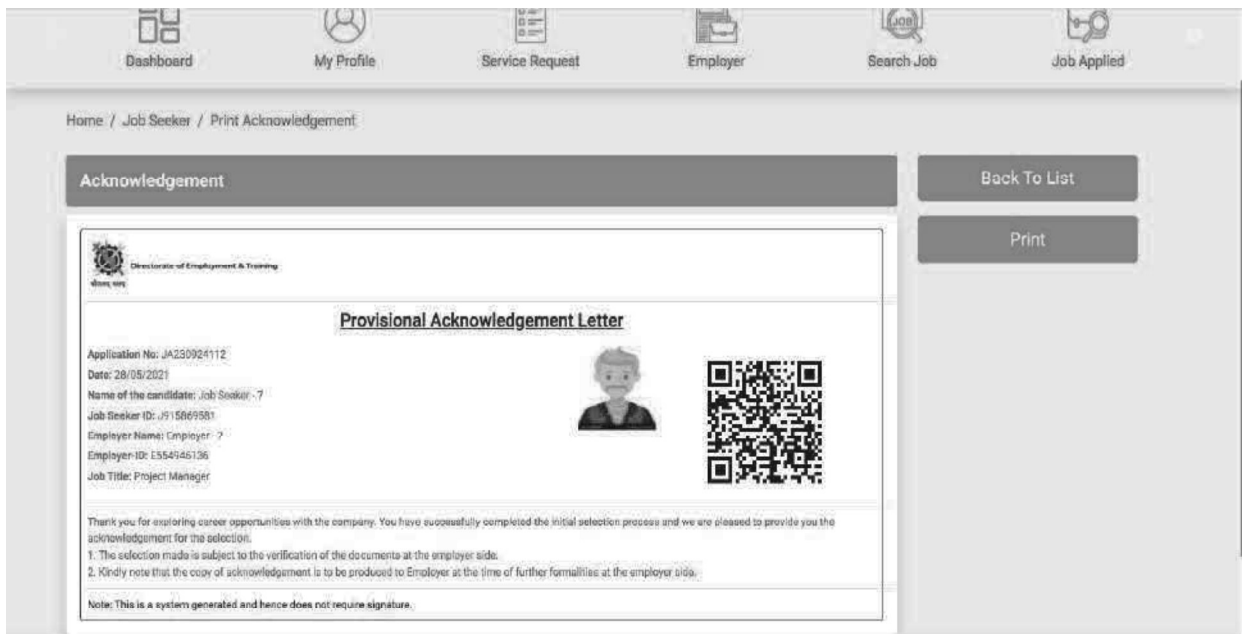 Dashboard
My Profile
Service Request
Employer
JOB
Search Job
Job Applied
Home / Job Seeker / Print Acknowledgement
Acknowledgement
Back To List
Print
Directorate of Employment & Training
Provisional Acknowledgement Letter
Application No: JA230924112
Date: 28/05/2021
Name of the candidate: Job Seeker - 7
Job Seeker ID: J915869581
Employer Name: Employer - 7
Employer-ID: E554946136
Job Title: Project Manager
Thank you for exploring career opportunities with the company. You have successfully completed the initial selection process and we are pleased to provide you the
acknowledgement for the selection.
1. The selection made is subject to the verification of the documents at the employer side.
2. Kindly note that the copy of acknowledgement is to be produced to Employer at the time of further formalities at the employer side.
Note: This is a system generated and hence does not require signature.